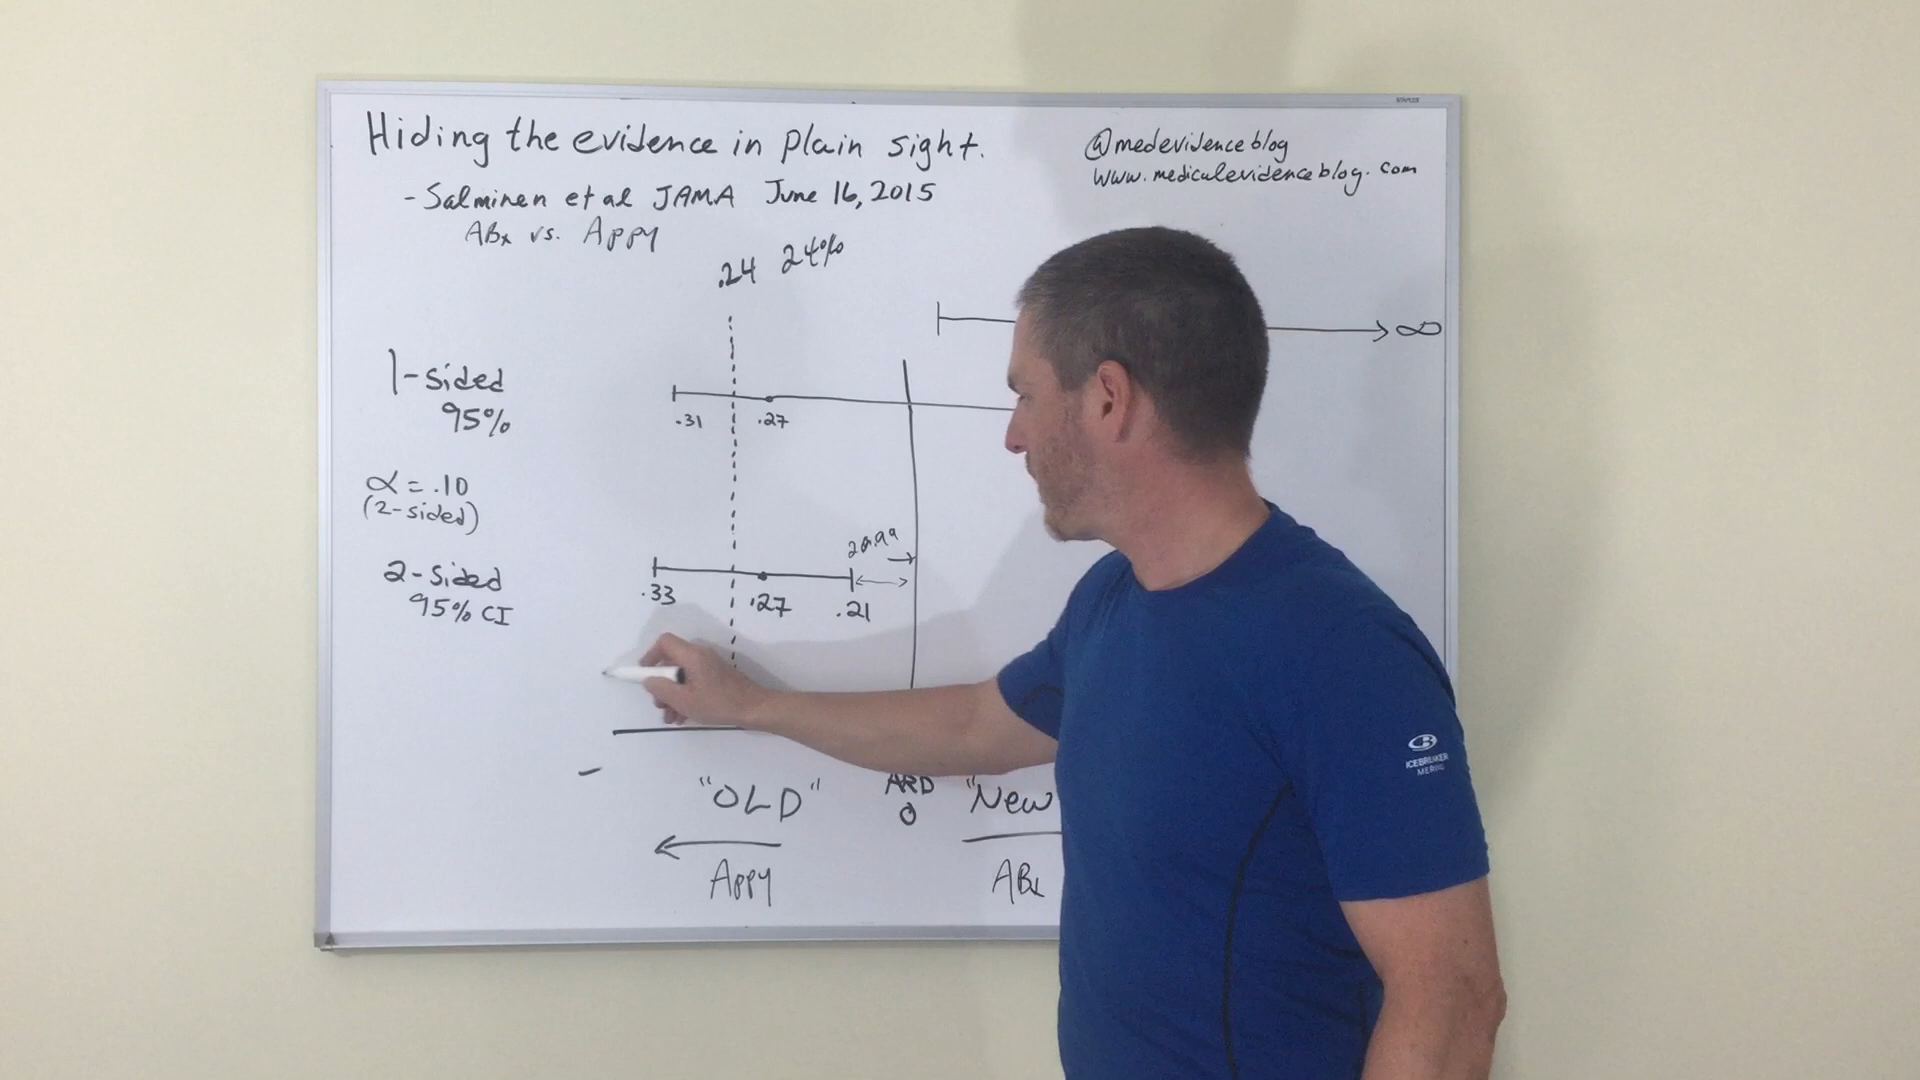 Hiding the evidence in plain sight.
- Salminen et al JAMA June 16, 2015
ABx vs. Appy
@medevidenceblog
www.medicalevidenceblog.com
.24 24%
∞
1-sided
95%
.31 .27
α = .10
(2-sided)
2-sided
95% CI
.33 .27 .21
–
"OLD"
ARD
0
"New
Appy
ABx
ICEBREAKER
MERINO